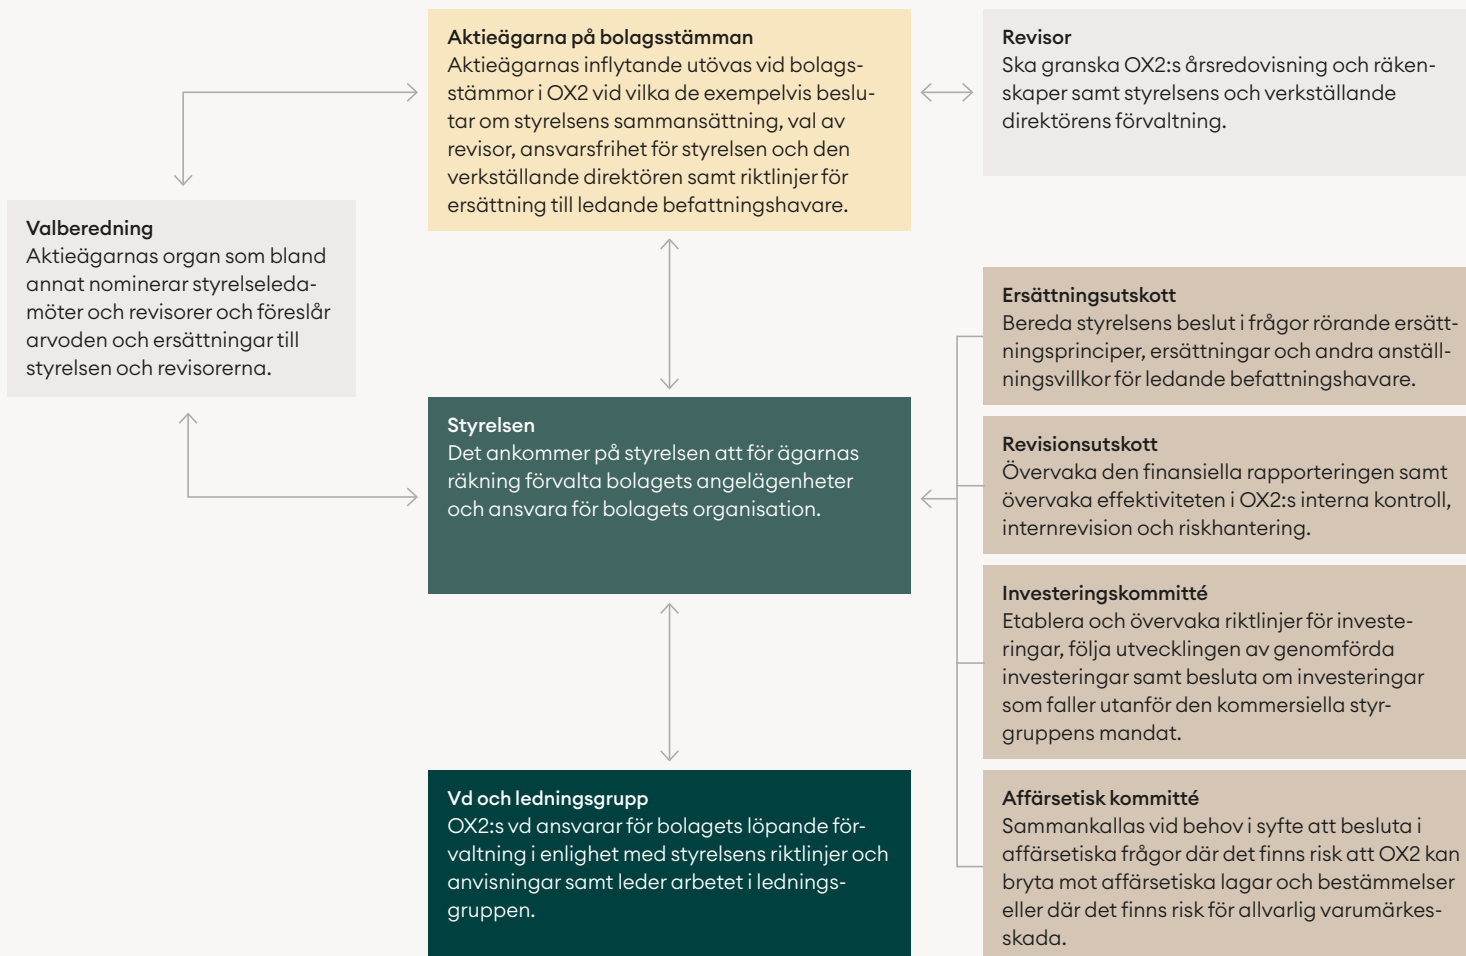 Aktieägarna på bolagsstämman
Aktieägarnas inflytande utövas vid bolags-
stämmor i OX2 vid vilka de exempelvis beslu-
tar om styrelsens sammansättning, val av
revisor, ansvarsfrihet för styrelsen och den
verkställande direktören samt riktlinjer för
ersättning till ledande befattningshavare.
Revisor
Ska granska OX2:s årsredovisning och räken-
skaper samt styrelsens och verkställande
direktörens förvaltning.
Valberedning
Aktieägarnas organ som bland
annat nominerar styrelseleda-
möter och revisorer och föreslår
arvoden och ersättningar till
styrelsen och revisorerna.
Ersättningsutskott
Bereda styrelsens beslut i frågor rörande ersätt-
ningsprinciper, ersättningar och andra anställ-
ningsvillkor för ledande befattningshavare.
Styrelsen
Det ankommer på styrelsen att för ägarnas
räkning förvalta bolagets angelägenheter
och ansvara för bolagets organisation.
Revisionsutskott
Övervaka den finansiella rapporteringen samt
övervaka effektiviteten i OX2:s interna kontroll,
internrevision och riskhantering.
Investeringskommitté
Etablera och övervaka riktlinjer för investe-
ringar, följa utvecklingen av genomförda
investeringar samt besluta om investeringar
som faller utanför den kommersiella styr-
gruppens mandat.
Vd och ledningsgrupp
OX2:s vd ansvarar för bolagets löpande för-
valtning i enlighet med styrelsens riktlinjer och
anvisningar samt leder arbetet i lednings-
gruppen.
Affärsetisk kommitté
Sammankallas vid behov i syfte att besluta i
affärsetiska frågor där det finns risk att OX2 kan
bryta mot affärsetiska lagar och bestämmelser
eller där det finns risk för allvarlig varumärkes-
skada.